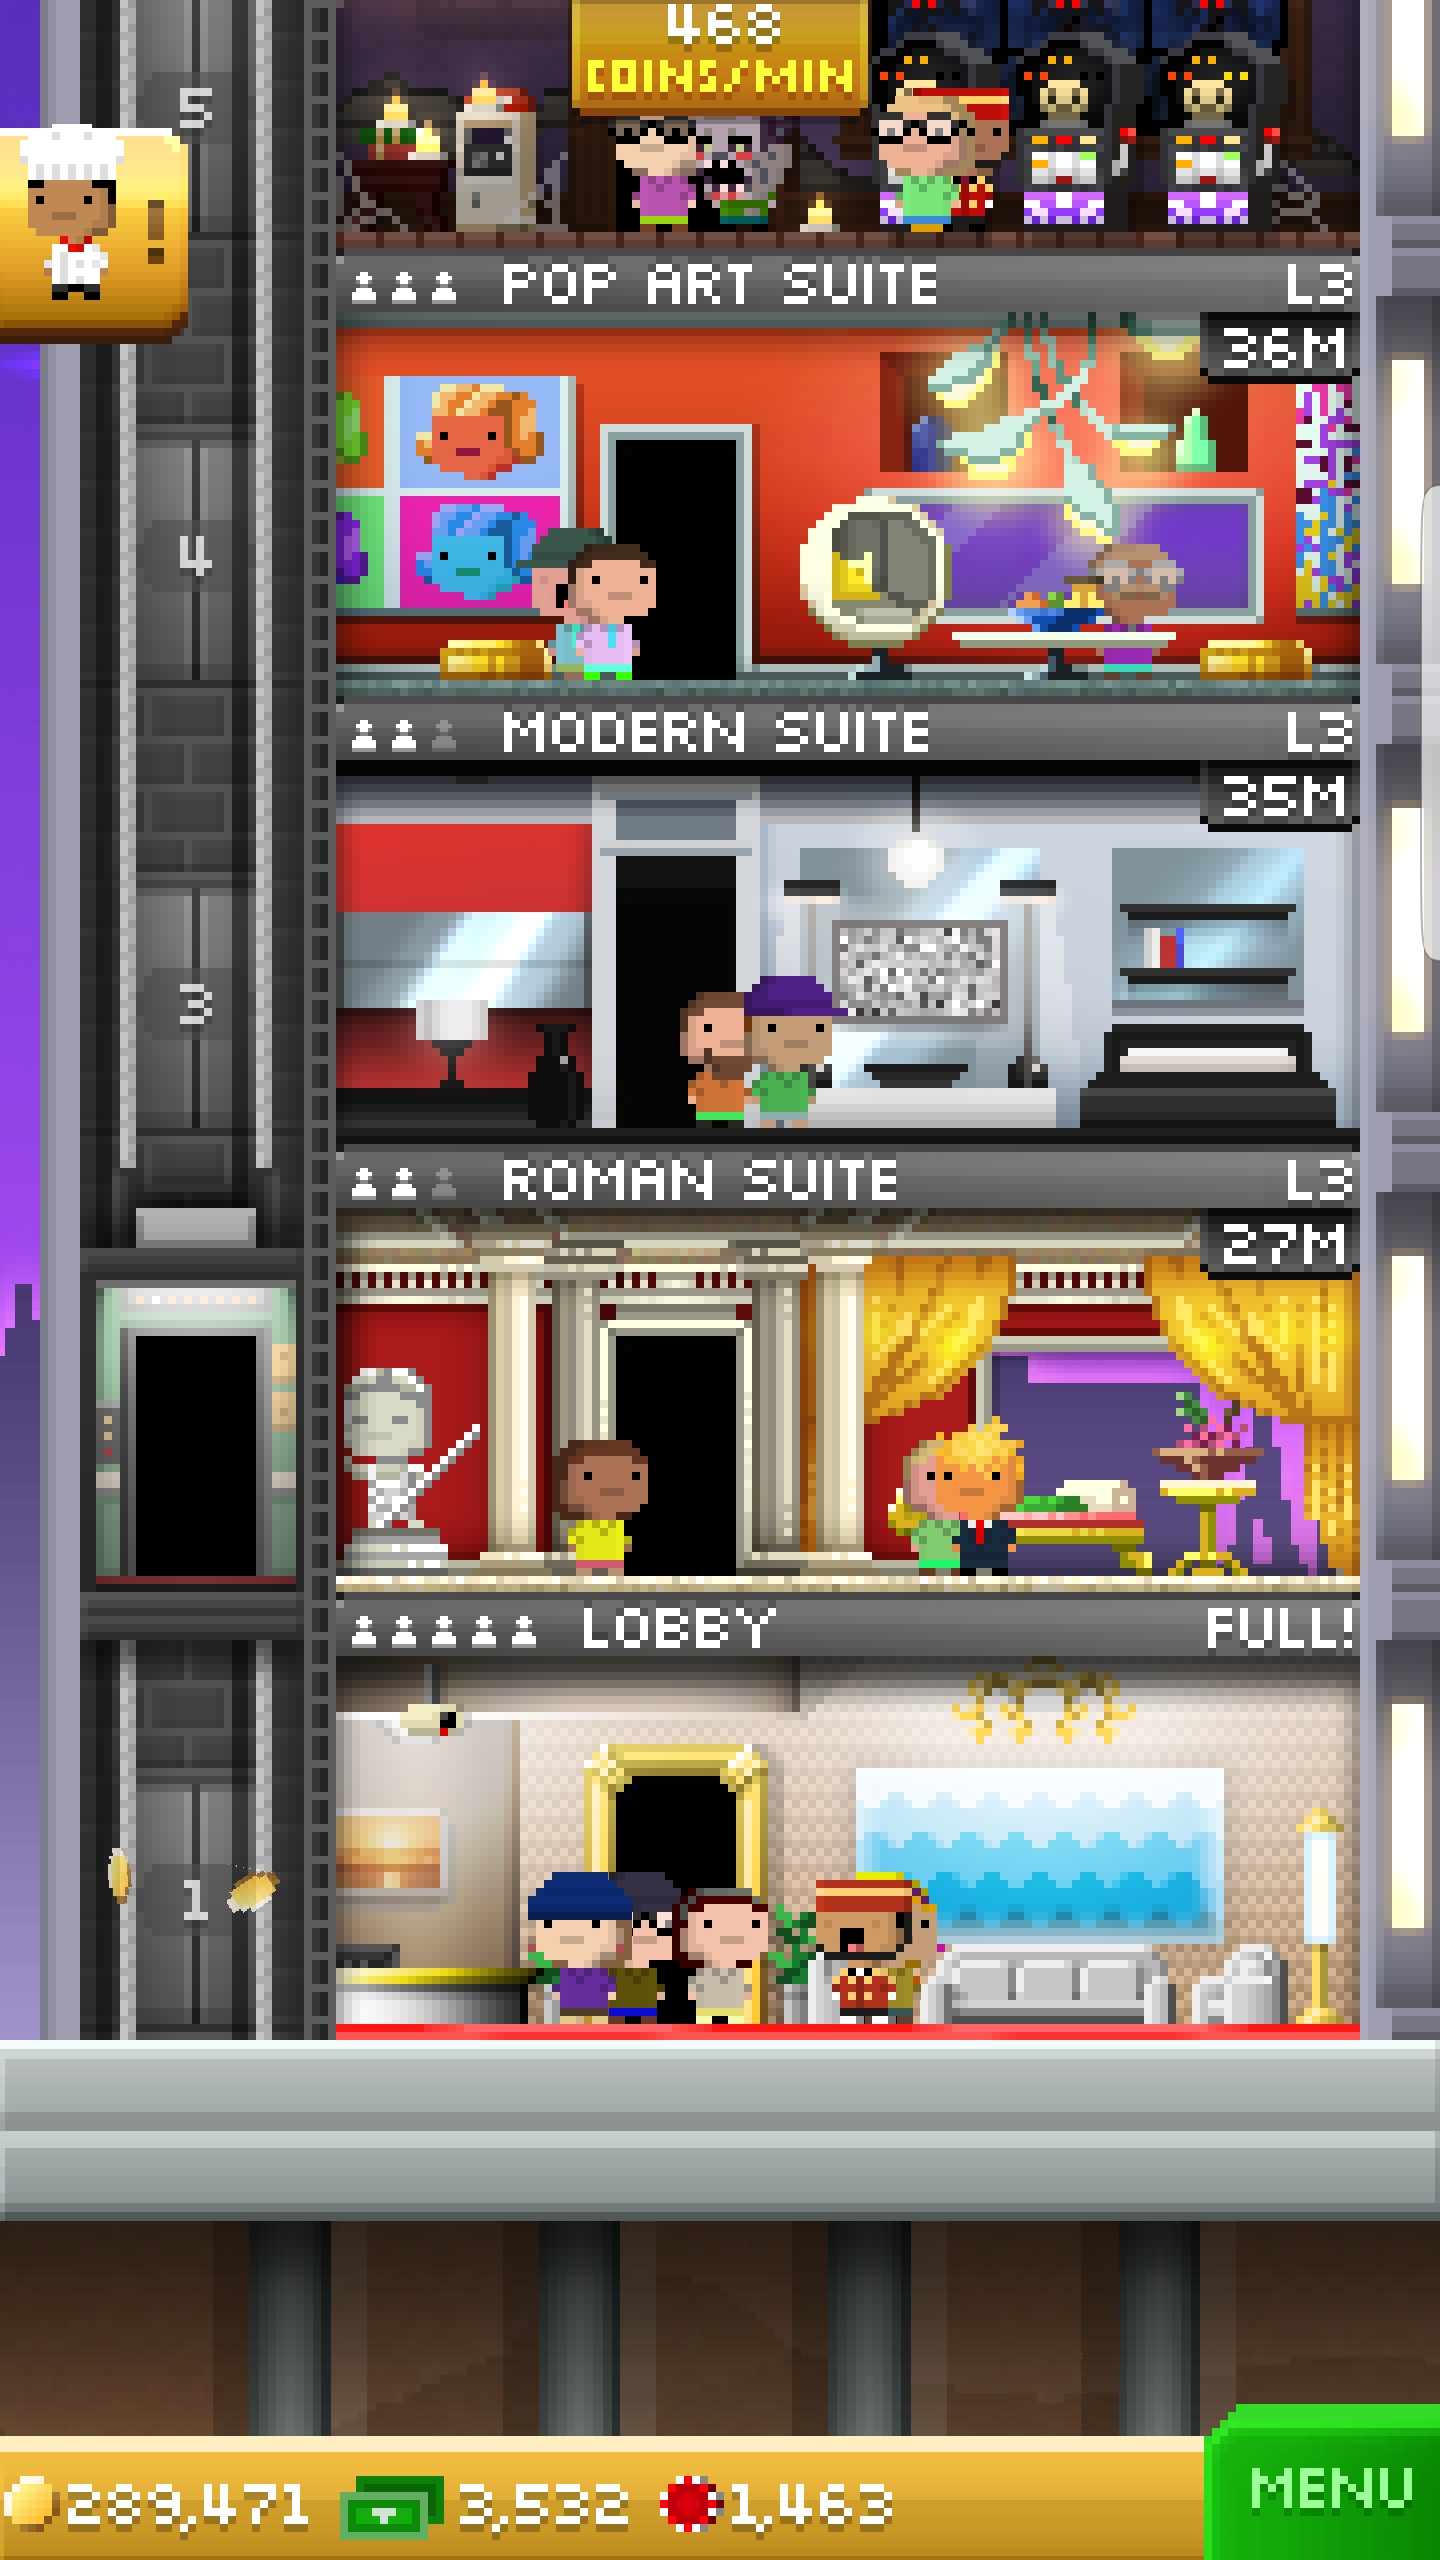 468
COINS/MIN
5
!
POP ART SUITE L3
36M
4
MODERN SUITE L3
35M
3
ROMAN SUITE L3
27M
LOBBY FULL!
1
289,471 3,532 1,463
MENU